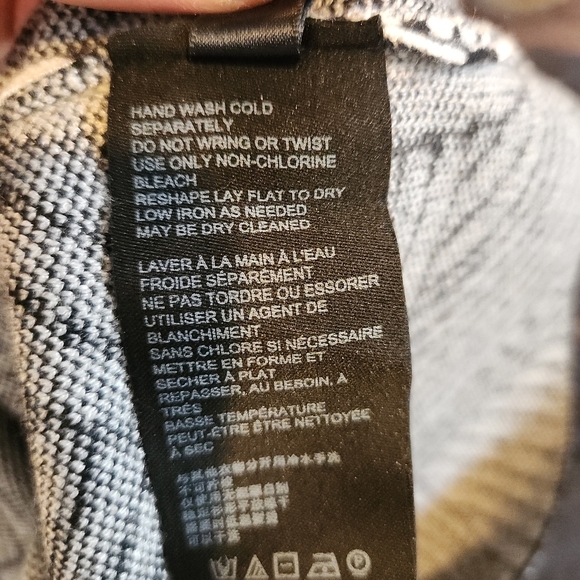 HAND WASH COLD
SEPARATELY
DO NOT WRING OR TWIST
USE ONLY NON-CHLORINE
BLEACH
RESHAPE LAY FLAT TO DRY
LOW IRON AS NEEDED
MAY BE DRY CLEANED
LAVER À LA MAIN À L'EAU
FROIDE SÉPARÉMENT
NE PAS TORDRE OU ESSORER
UTILISER UN AGENT DE
BLANCHIMENT
SANS CHLORE SI NÉCESSAIRE
METTRE EN FORME ET
SECHER À PLAT
REPASSER, AU BESOIN, À
TRÈS
BASSE TEMPÉRATURE
PEUT-ÊTRE ÊTRE NETTOYÉE
À SEC